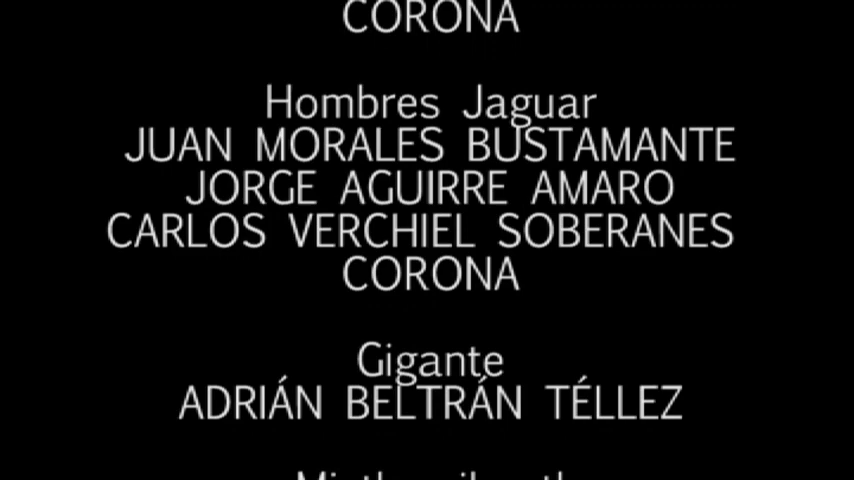 CORONA
Hombres Jaguar
JUAN MORALES BUSTAMANTE
JORGE AGUIRRE AMARO
CARLOS VERCHIEL SOBERANES
CORONA
Gigante
ADRIÁN BELTRÁN TÉLLEZ